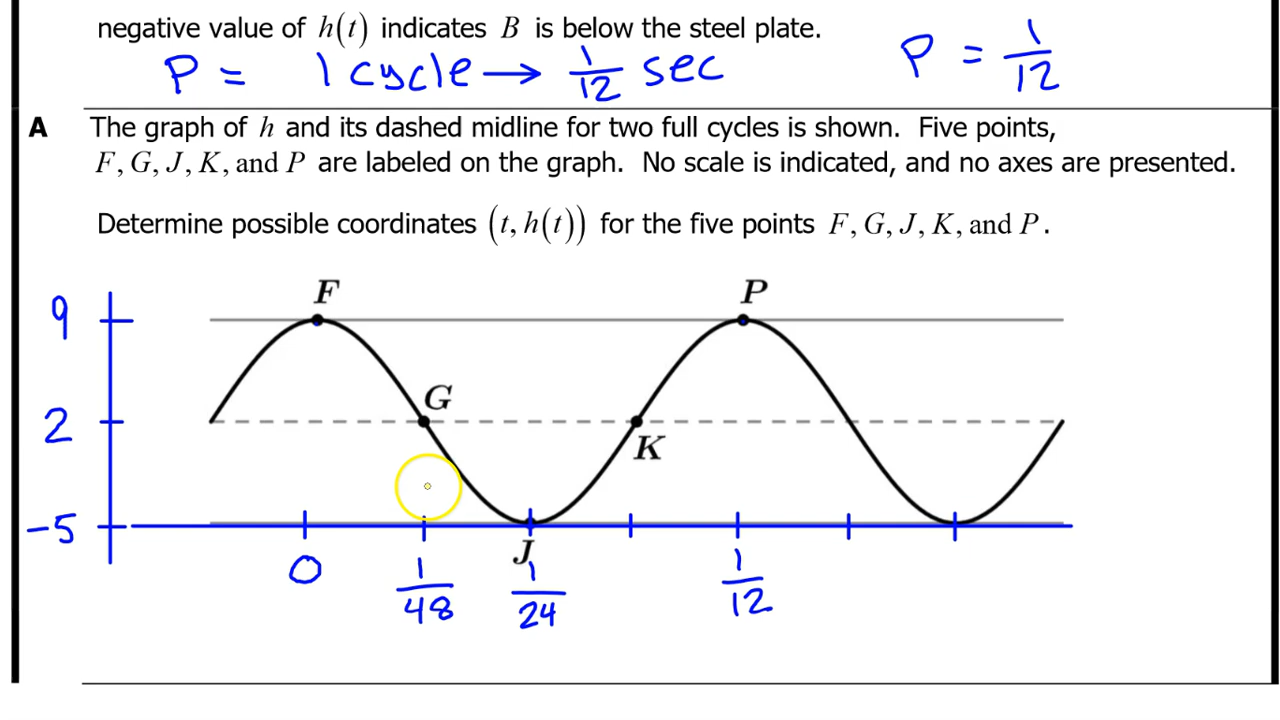 negative value of h(t) indicates B is below the steel plate.
P = 1 cycle → 1/12 sec
P = 1/12
A The graph of h and its dashed midline for two full cycles is shown. Five points,
F, G, J, K, and P are labeled on the graph. No scale is indicated, and no axes are presented.
Determine possible coordinates (t, h(t)) for the five points F, G, J, K, and P.
F
P
9
G
2
K
-5
J
0
1/48
1/24
1/12